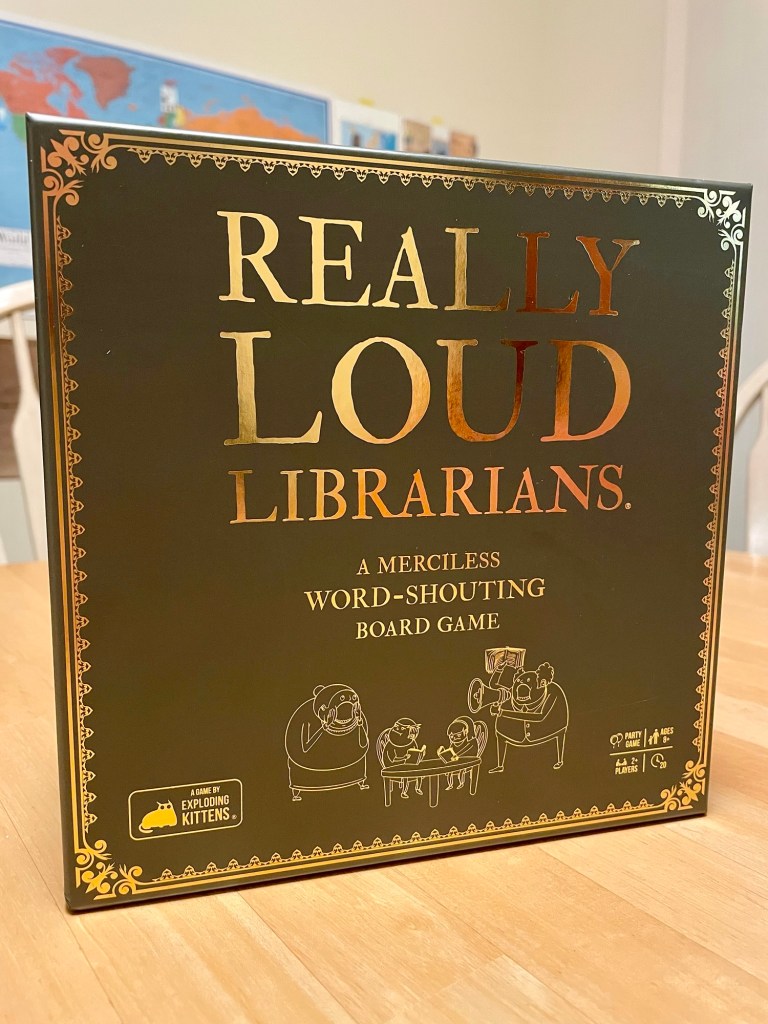 REALLY
LOUD
LIBRARIANS®
A MERCILESS
WORD-SHOUTING
BOARD GAME
PARTY GAME
AGES 8+
2+ PLAYERS
20
A GAME BY
EXPLODING
KITTENS®